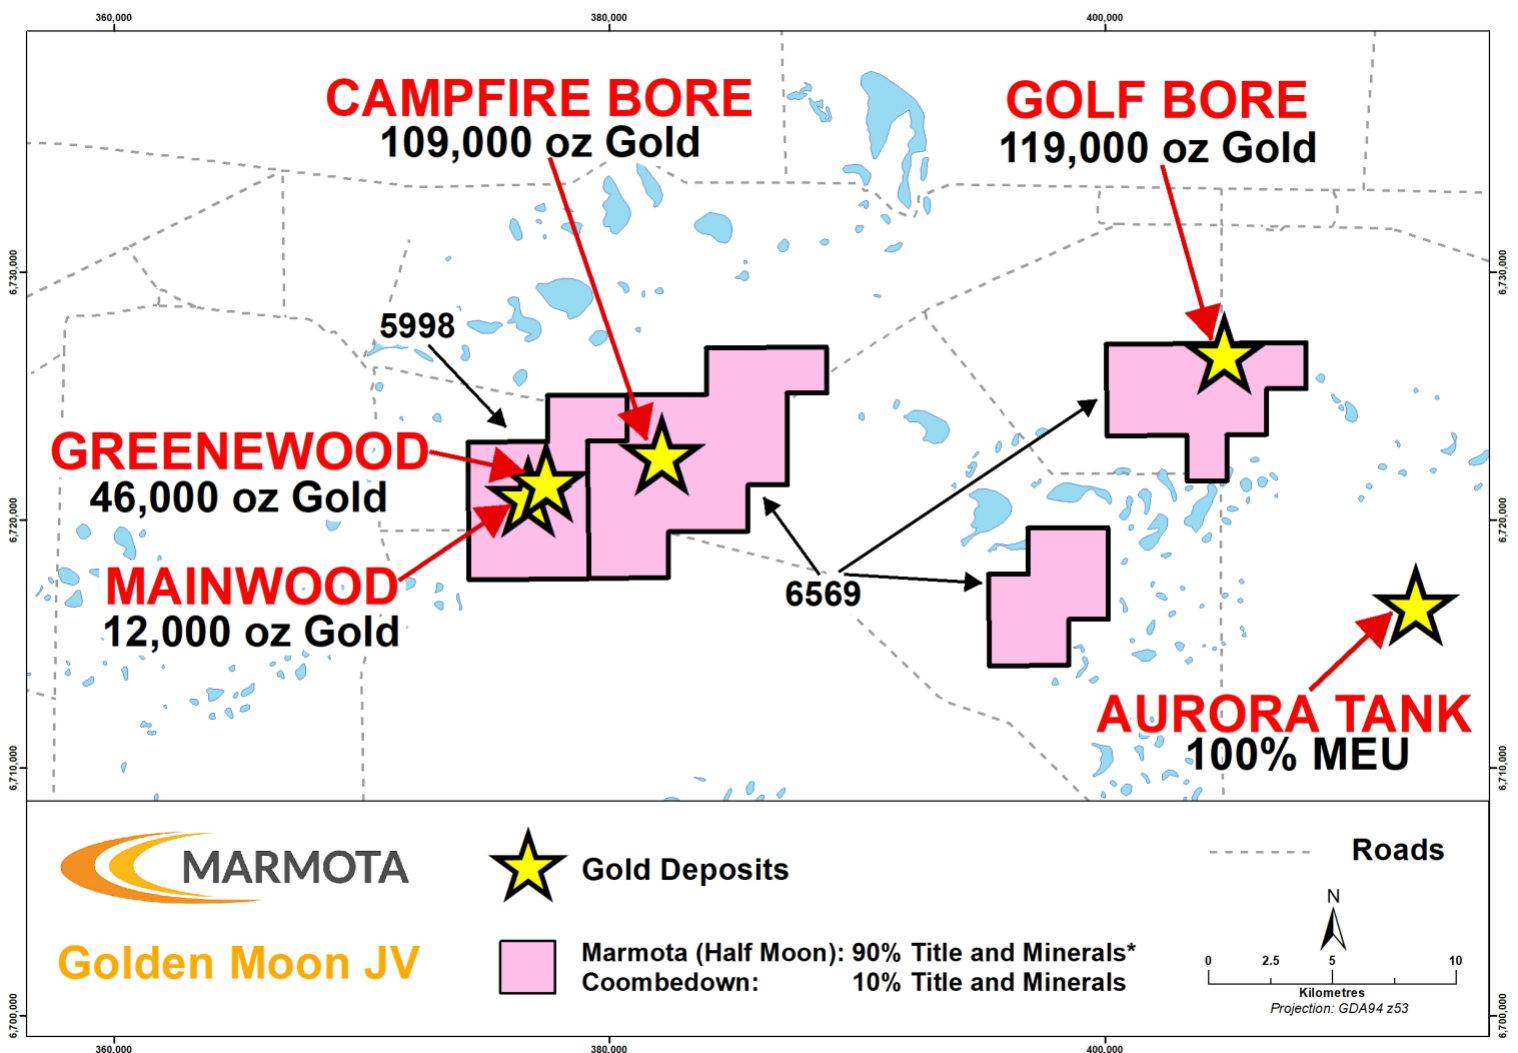 360,000 380,000 400,000
CAMPFIRE BORE
109,000 oz Gold
GOLF BORE
119,000 oz Gold
6,730,000
6,730,000
5998
GREENEWOOD
46,000 oz Gold
6,720,000
6,720,000
MAINWOOD
12,000 oz Gold
6569
AURORA TANK
100% MEU
6,710,000
6,710,000
MARMOTA
Golden Moon JV
Gold Deposits
Marmota (Half Moon): 90% Title and Minerals*
Coombedown: 10% Title and Minerals
Roads
N
0 2.5 5 10
Kilometres
Projection: GDA94 z53
6,700,000
6,700,000
360,000 380,000 400,000